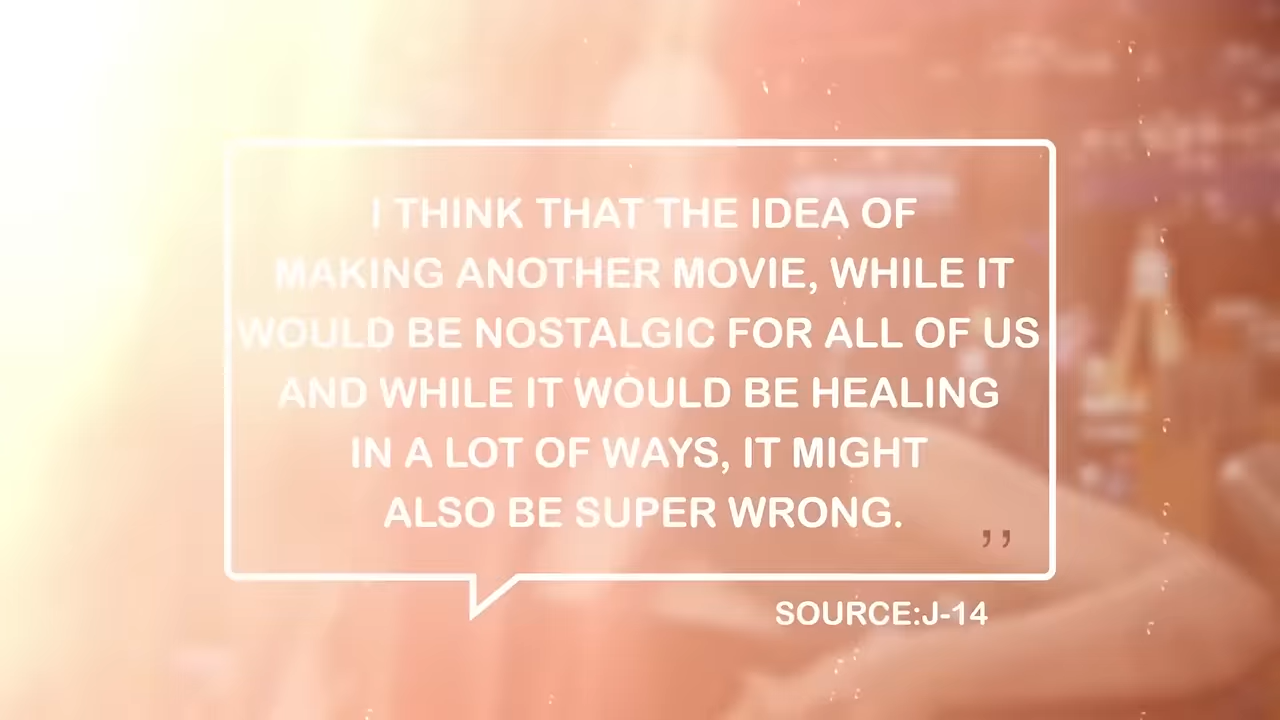 I THINK THAT THE IDEA OF
MAKING ANOTHER MOVIE, WHILE IT
WOULD BE NOSTALGIC FOR ALL OF US
AND WHILE IT WOULD BE HEALING
IN A LOT OF WAYS, IT MIGHT
ALSO BE SUPER WRONG.
’’
SOURCE:J-14